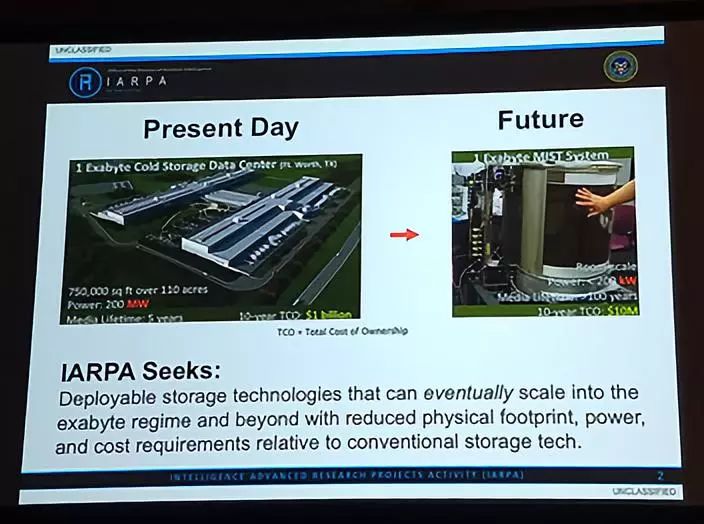 UNCLASSIFIED
IARPA
Present Day
Future
1 Exabyte Cold Storage Data Center (Ft. Worth, TX)
1 Exabyte MIST System
750,000 sq ft over 110 acres
Power: 200 MW
Media Lifetime: 5 years
10-year TCO: $1 billion
Room scale
Power: < 200 kW
Media Lifetime: >100 years
10-year TCO: $10M
TCO = Total Cost of Ownership
IARPA Seeks:
Deployable storage technologies that can eventually scale into the
exabyte regime and beyond with reduced physical footprint, power,
and cost requirements relative to conventional storage tech.
INTELLIGENCE ADVANCED RESEARCH PROJECTS ACTIVITY (IARPA)
2
UNCLASSIFIED